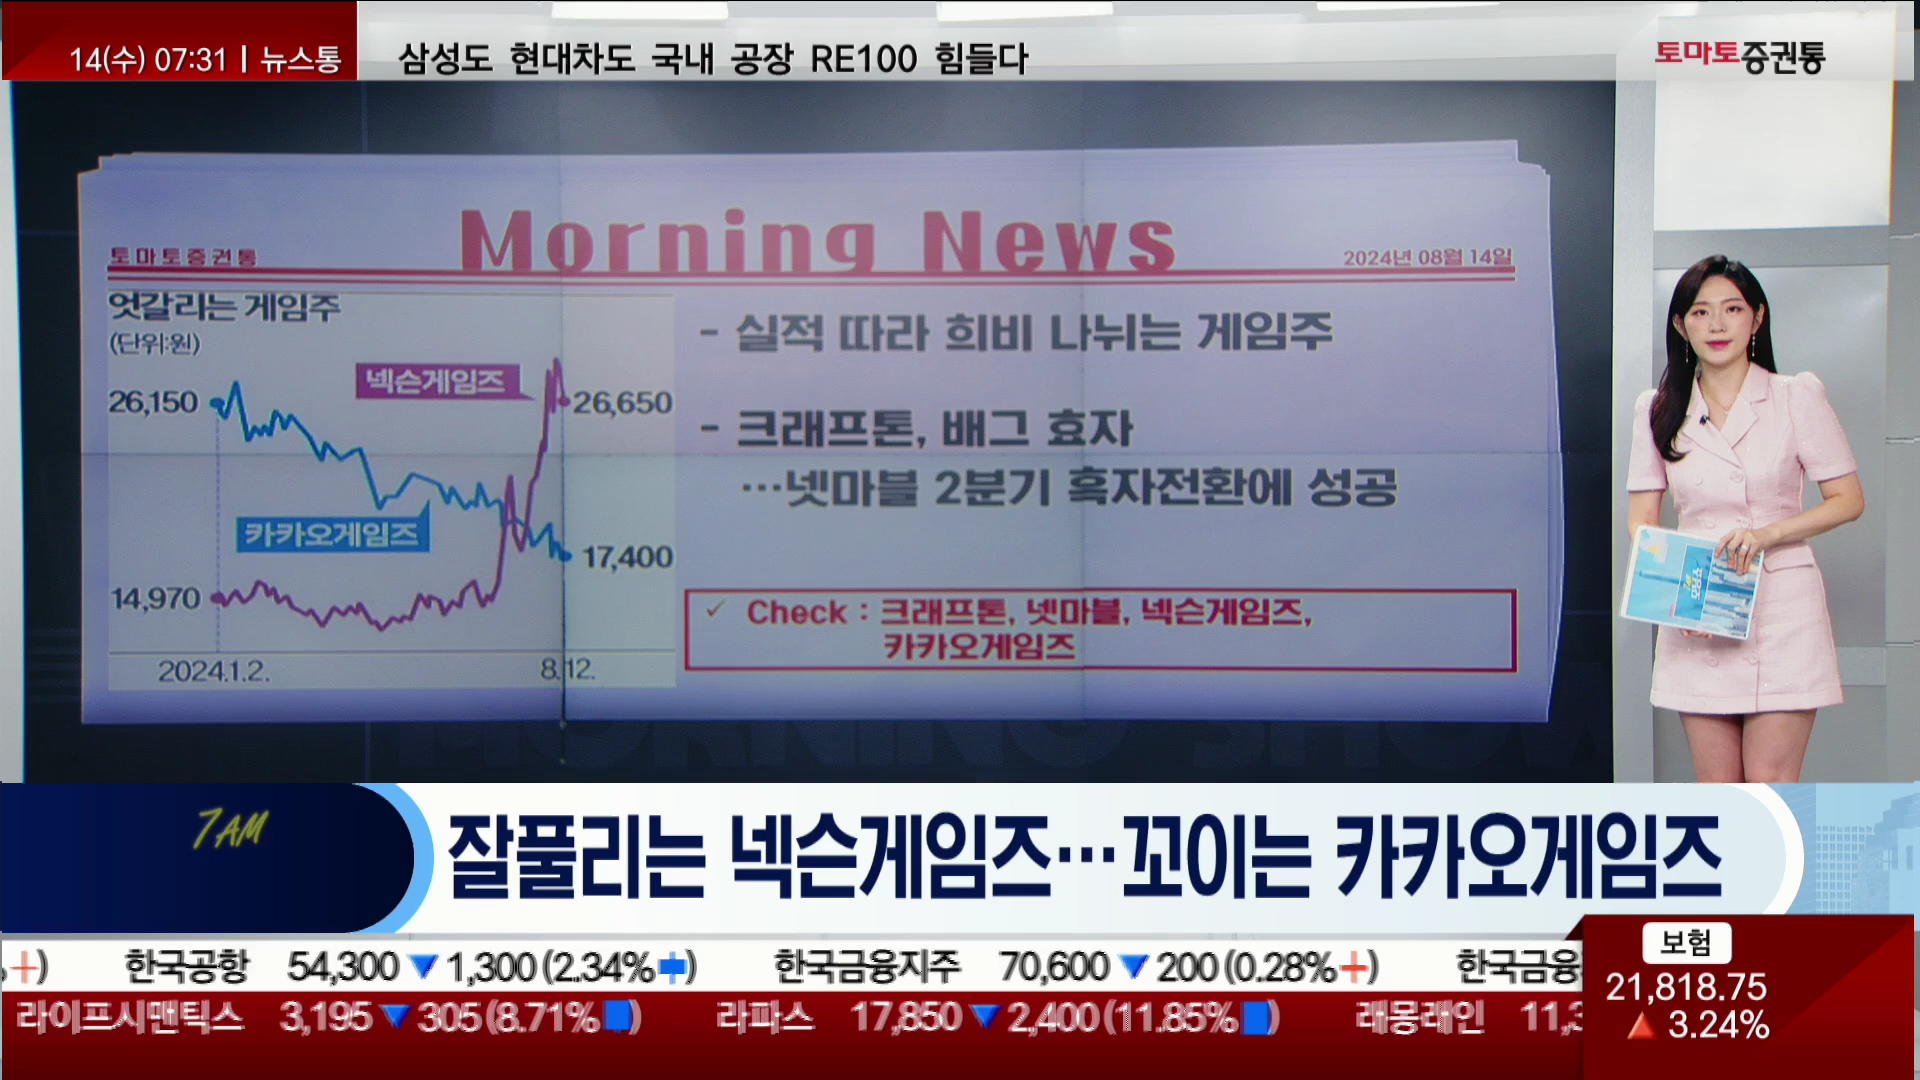 14(수) 07:31 | 뉴스통
삼성도 현대차도 국내 공장 RE100 힘들다
토마토증권통
Morning News
토마토증권통
2024년 08월 14일
엇갈리는 게임주
(단위:원)
26,150
넥슨게임즈
26,650
카카오게임즈
17,400
14,970
2024.1.2.
8.12.
- 실적 따라 희비 나뉘는 게임주
- 크래프톤, 배그 효자
…넷마블 2분기 흑자전환에 성공
✓ Check : 크래프톤, 넷마블, 넥슨게임즈,
카카오게임즈
7AM
잘풀리는 넥슨게임즈…꼬이는 카카오게임즈
한국공항 54,300 ▼ 1,300 (2.34% ) 한국금융지주 70,600 ▼ 200 (0.28% ) 한국금융
라이프시맨틱스 3,195 ▼ 305 (8.71% ) 라파스 17,850 ▼ 2,400 (11.85% ) 래몽래인 11,3
보험
21,818.75
▲ 3.24%